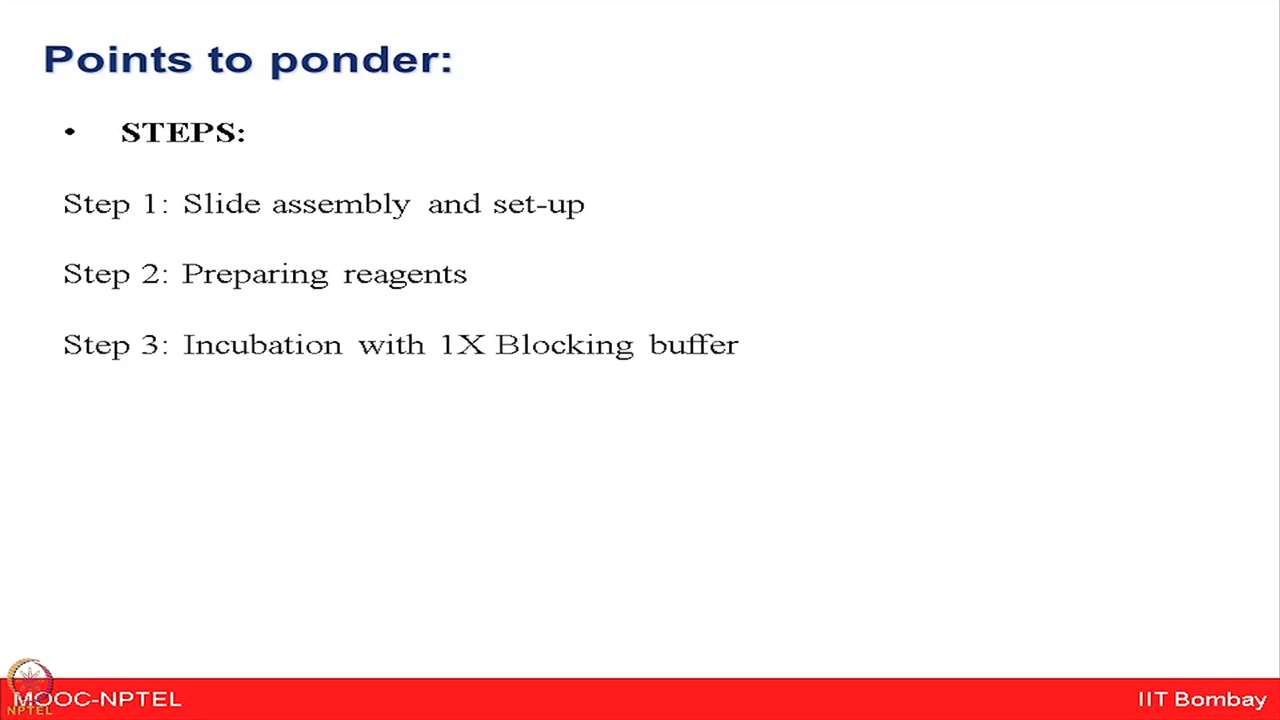 Points to ponder:
• STEPS:
Step 1: Slide assembly and set-up
Step 2: Preparing reagents
Step 3: Incubation with 1X Blocking buffer
MOOC-NPTEL
NPTEL
IIT Bombay